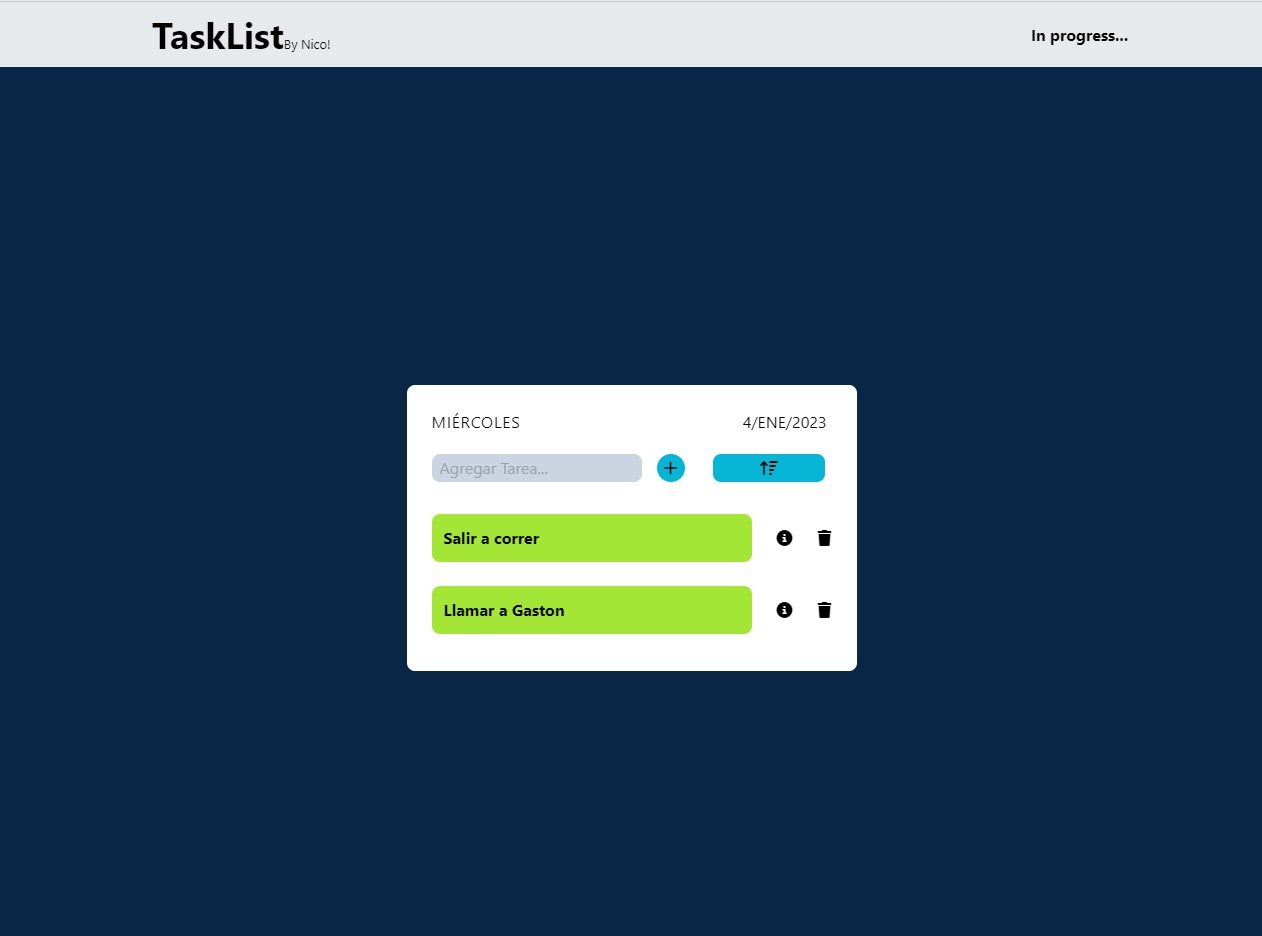 TaskList By Nico!
In progress...
MIÉRCOLES
4/ENE/2023
Agregar Tarea...
Salir a correr
Llamar a Gaston